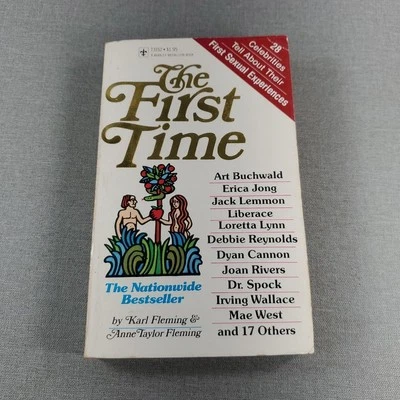 28
Celebrities
Tell About Their
First Sexual Experiences
The
First
Time
Art Buchwald
Erica Jong
Jack Lemmon
Liberace
Loretta Lynn
Debbie Reynolds
Dyan Cannon
Joan Rivers
Dr. Spock
Irving Wallace
Mae West
and 17 Others
The Nationwide
Bestseller
by Karl Fleming &
Anne Taylor Fleming